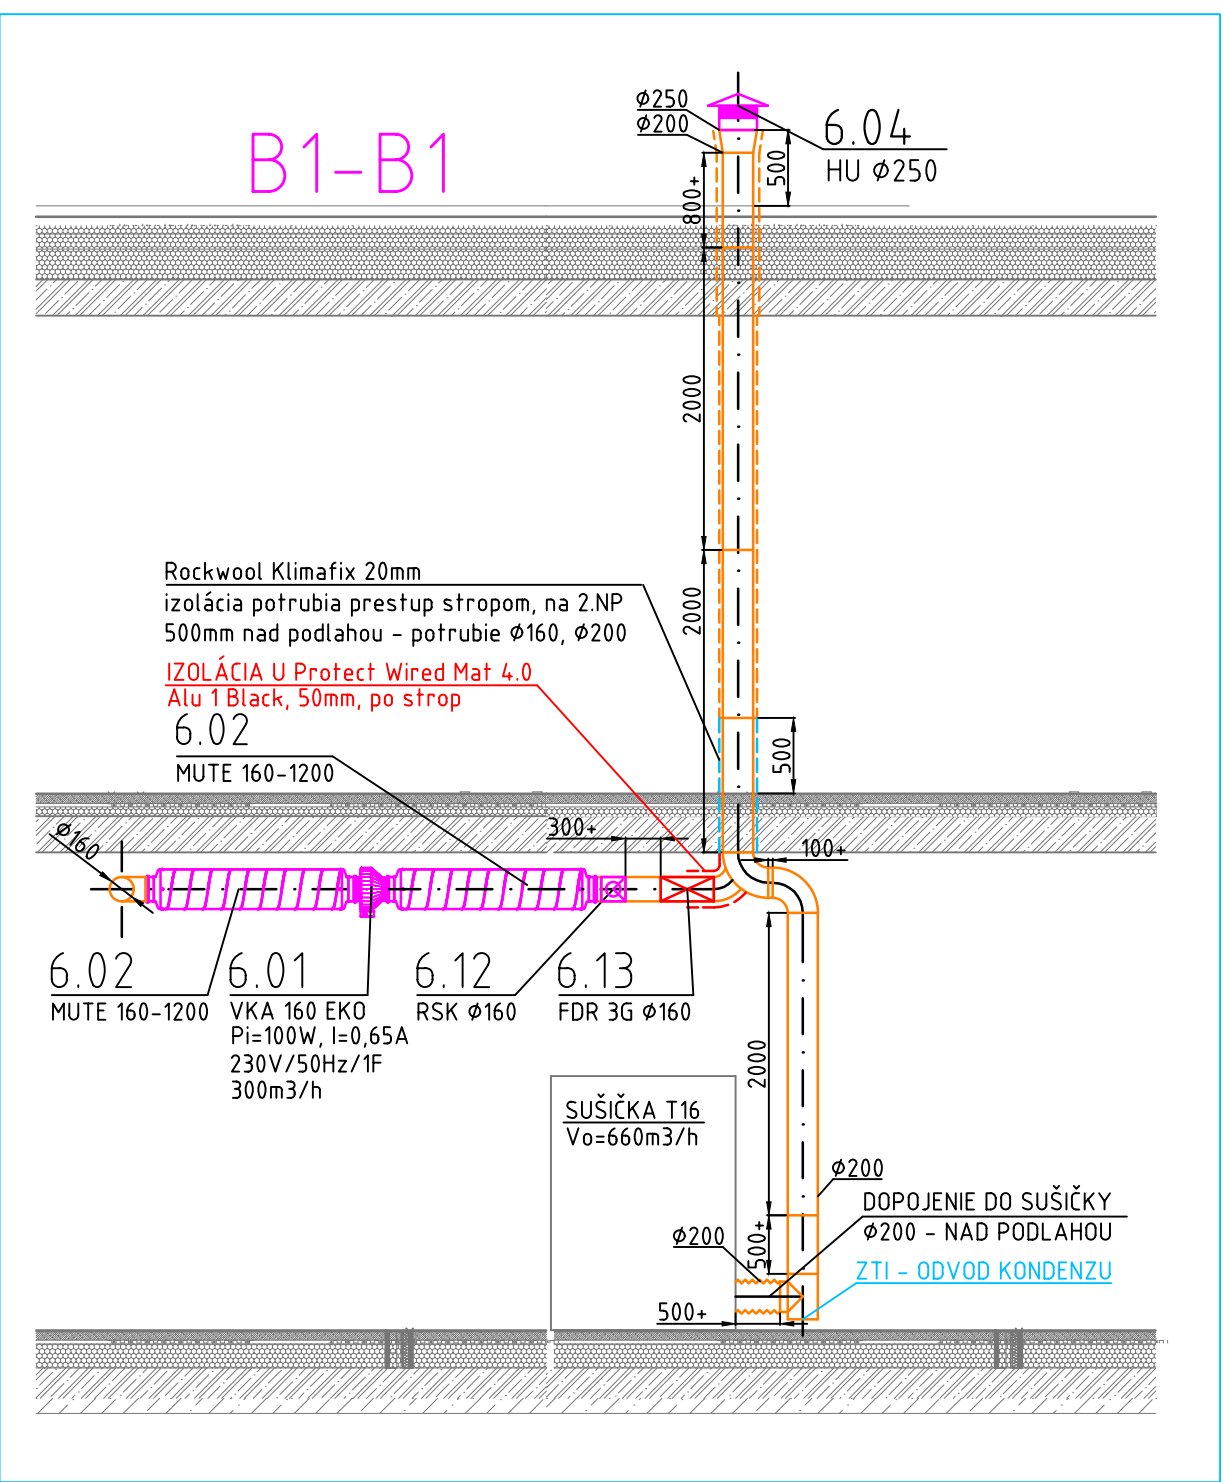 B1-B1
Ø250
Ø200
6.04
HU Ø250
500
800+
2000
2000
Rockwool Klimafix 20mm
izolácia potrubia prestup stropom, na 2.NP
500mm nad podlahou - potrubie Ø160, Ø200
IZOLÁCIA U Protect Wired Mat 4.0
Alu 1 Black, 50mm, po strop
6.02
MUTE 160-1200
500
300+
100+
Ø160
6.02
MUTE 160-1200
6.01
VKA 160 EKO
Pi=100W, I=0,65A
230V/50Hz/1F
300m3/h
6.12
RSK Ø160
6.13
FDR 3G Ø160
2000
SUŠIČKA T16
Vo=660m3/h
Ø200
DOPOJENIE DO SUŠIČKY
Ø200 - NAD PODLAHOU
Ø200
500+
ZTI - ODVOD KONDENZU
500+